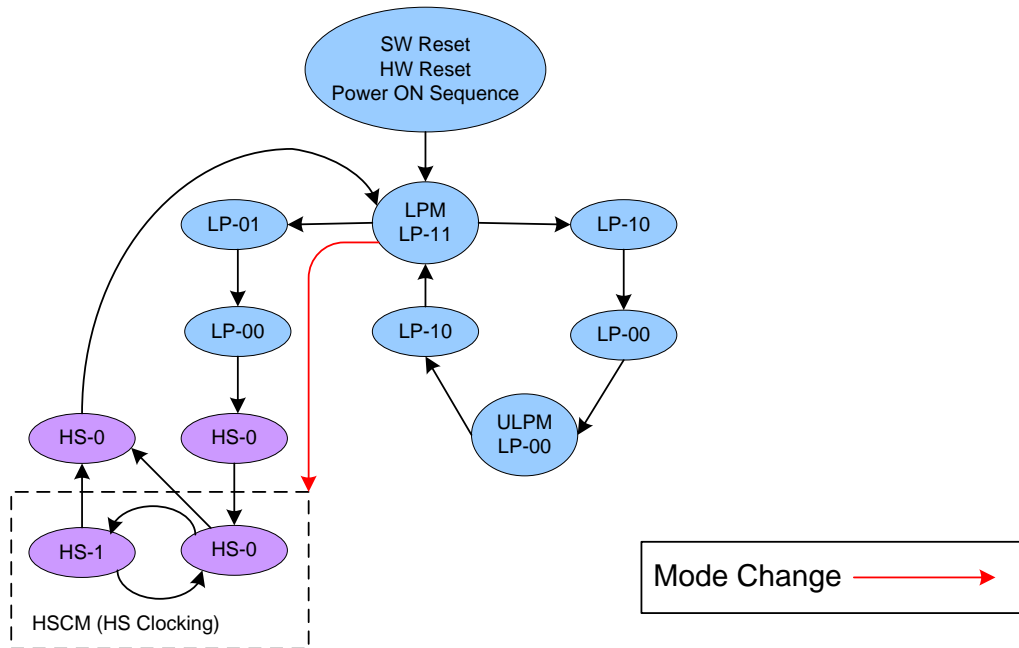 SW Reset
HW Reset
Power ON Sequence
LP-01
LPM
LP-11
LP-10
LP-00
LP-10
LP-00
HS-0
HS-0
ULPM
LP-00
HS-1
HS-0
HSCM (HS Clocking)
Mode Change